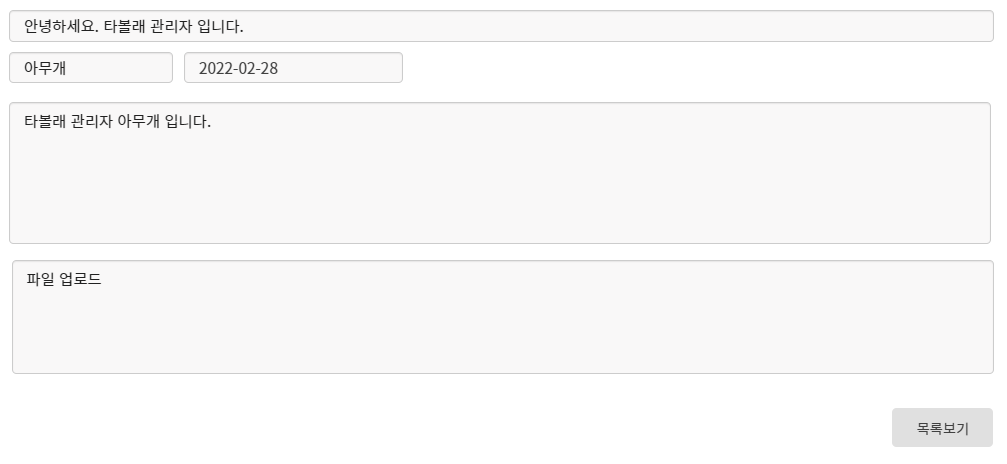 안녕하세요. 타볼래 관리자 입니다.
아무개 2022-02-28
타볼래 관리자 아무개 입니다.
파일 업로드
목록보기